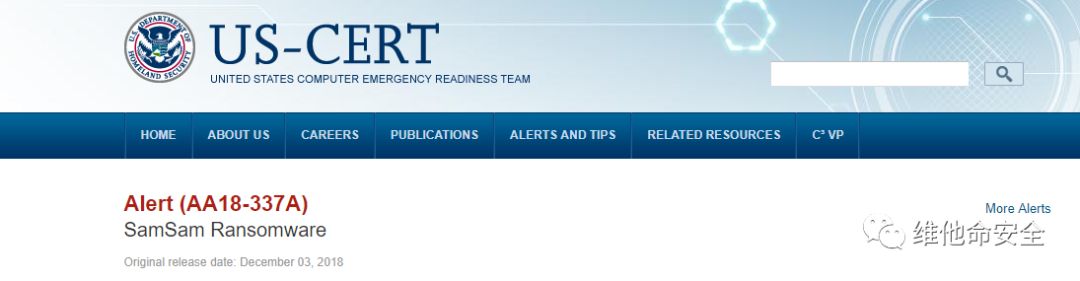 U.S. DEPARTMENT OF HOMELAND SECURITY
US-CERT
UNITED STATES COMPUTER EMERGENCY READINESS TEAM
HOME ABOUT US CAREERS PUBLICATIONS ALERTS AND TIPS RELATED RESOURCES C³ VP
Alert (AA18-337A)
More Alerts
SamSam Ransomware
维他命安全
Original release date: December 03, 2018